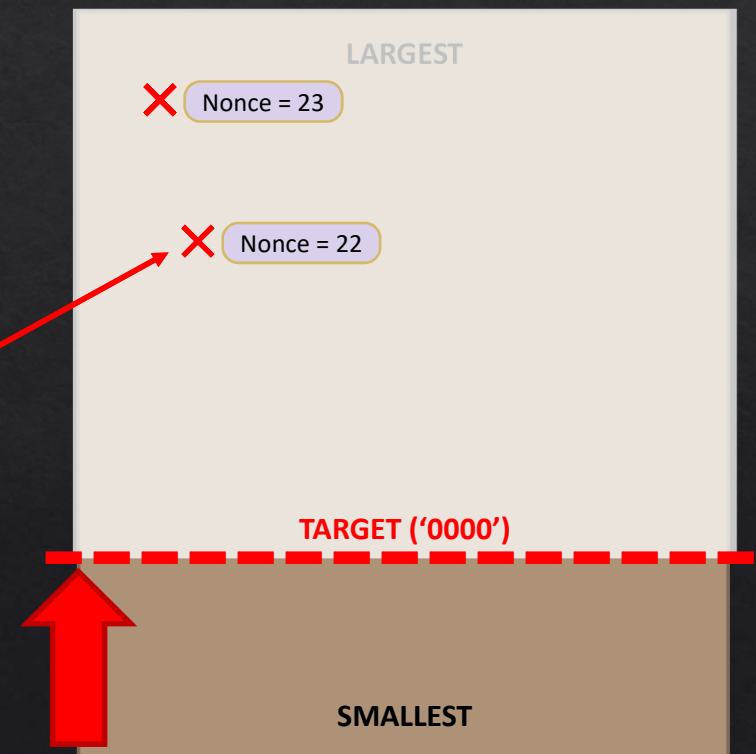 LARGEST
Nonce = 23
Nonce = 22
TARGET (‘0000’)
SMALLEST